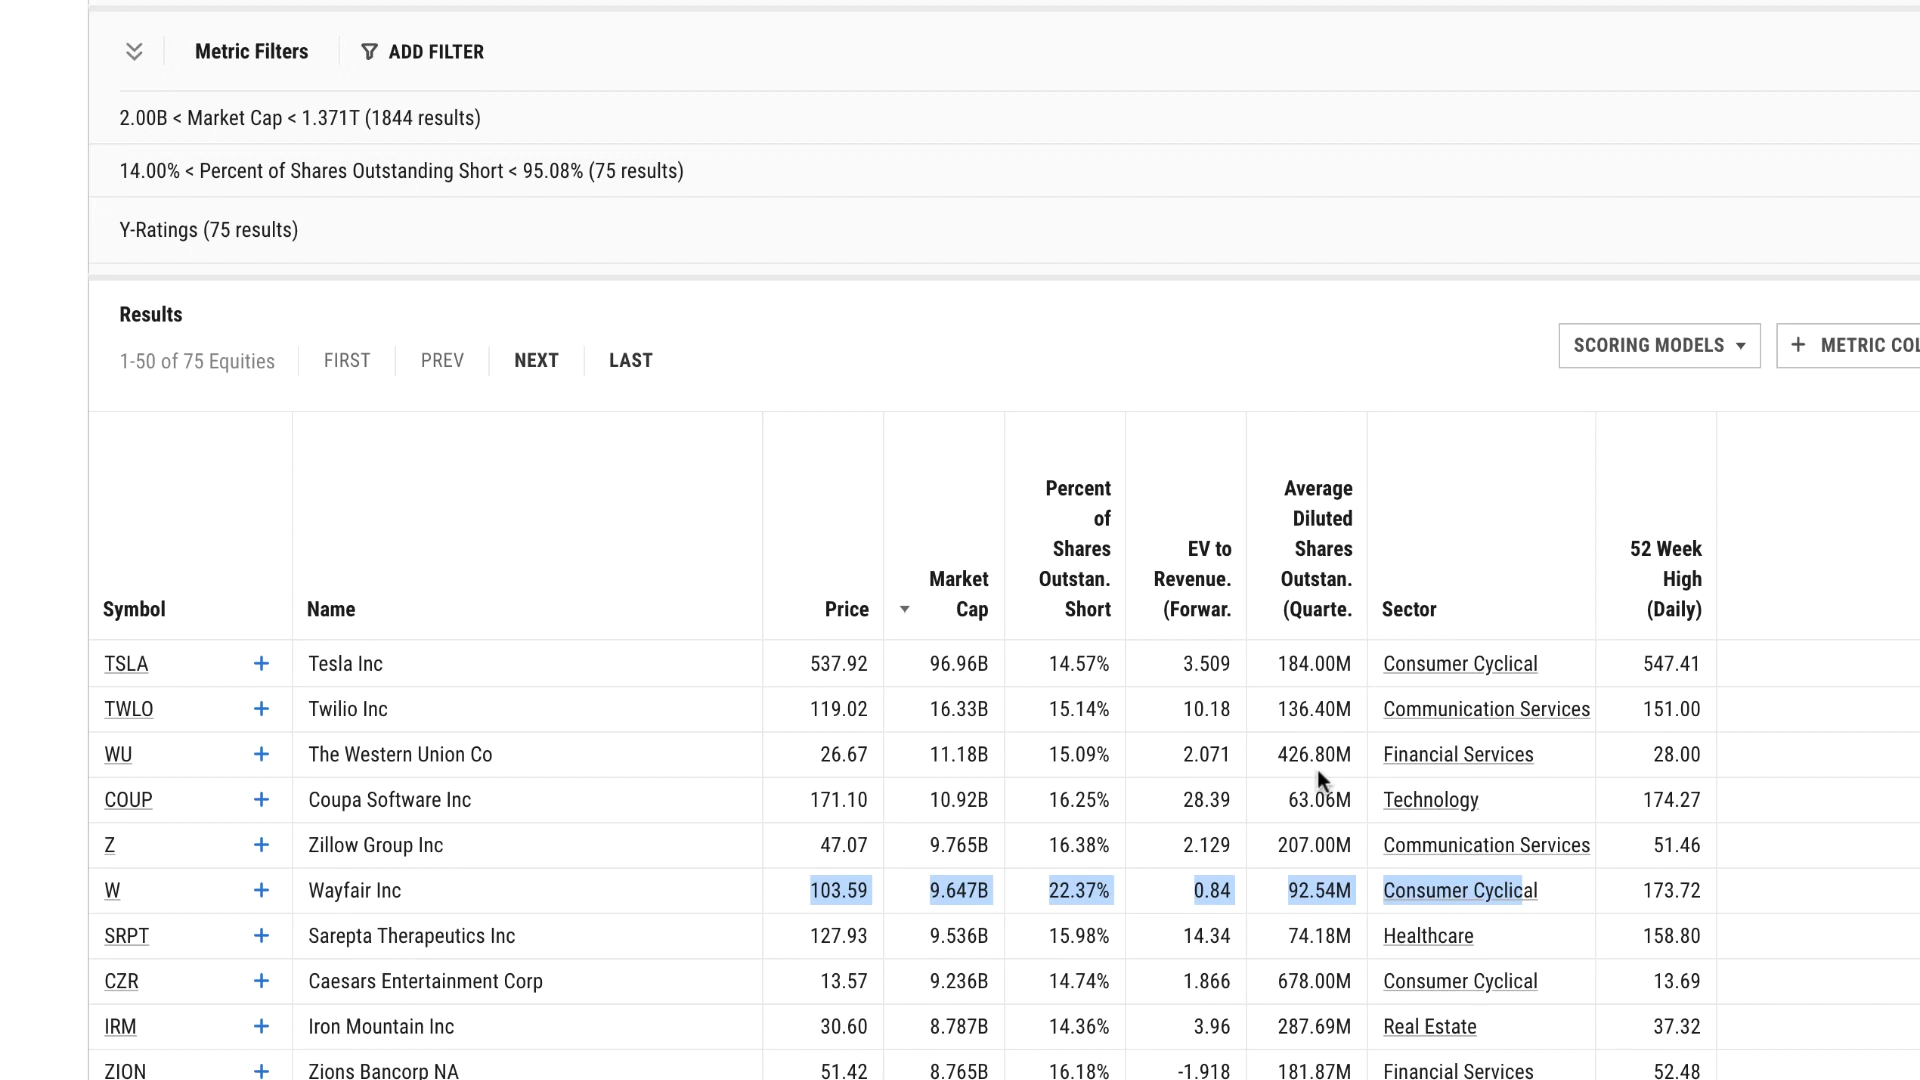 Metric Filters ADD FILTER
2.00B < Market Cap < 1.371T (1844 results)
14.00% < Percent of Shares Outstanding Short < 95.08% (75 results)
Y-Ratings (75 results)
Results
1-50 of 75 Equities FIRST PREV NEXT LAST
SCORING MODELS + METRIC COL
Symbol Name Price Market Cap Percent of Shares Outstan. Short EV to Revenue. (Forwar. Average Diluted Shares Outstan. (Quarte. Sector 52 Week High (Daily)
TSLA + Tesla Inc 537.92 96.96B 14.57% 3.509 184.00M Consumer Cyclical 547.41
TWLO + Twilio Inc 119.02 16.33B 15.14% 10.18 136.40M Communication Services 151.00
WU + The Western Union Co 26.67 11.18B 15.09% 2.071 426.80M Financial Services 28.00
COUP + Coupa Software Inc 171.10 10.92B 16.25% 28.39 63.06M Technology 174.27
Z + Zillow Group Inc 47.07 9.765B 16.38% 2.129 207.00M Communication Services 51.46
W + Wayfair Inc 103.59 9.647B 22.37% 0.84 92.54M Consumer Cyclical 173.72
SRPT + Sarepta Therapeutics Inc 127.93 9.536B 15.98% 14.34 74.18M Healthcare 158.80
CZR + Caesars Entertainment Corp 13.57 9.236B 14.74% 1.866 678.00M Consumer Cyclical 13.69
IRM + Iron Mountain Inc 30.60 8.787B 14.36% 3.96 287.69M Real Estate 37.32
ZION + Zions Bancorp NA 51.42 8.765B 16.18% -1.918 181.87M Financial Services 52.48